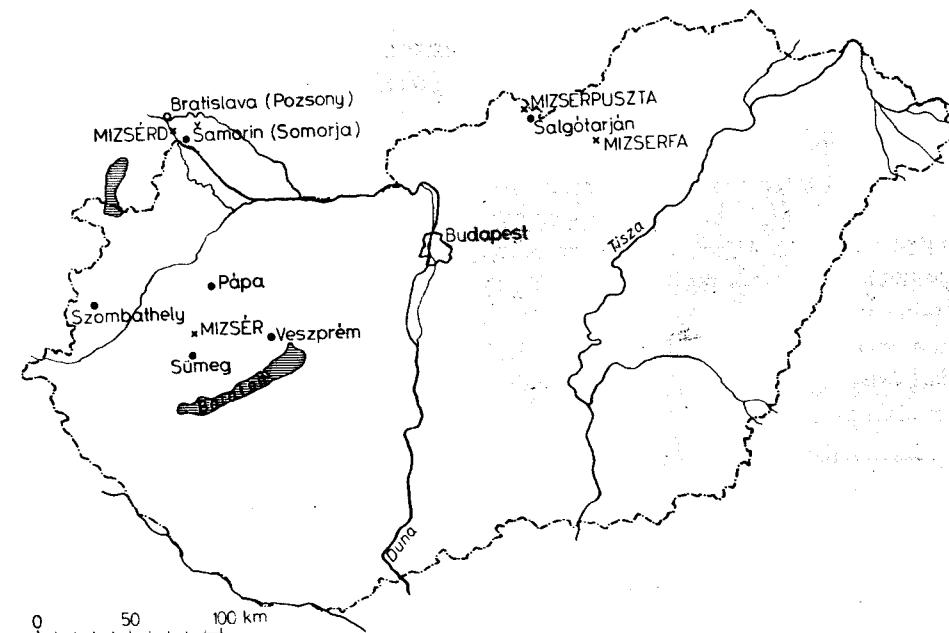 Bratislava (Pozsony)
MIZSÉRD
Šamorin (Somorja)
MIZSERPUSZTA
Salgótarján
MIZSERFA
Tisza
Budapest
Pápa
Szombathely
MIZSÉR
Veszprém
Sümeg
Balaton
Duna
0 50 100 km